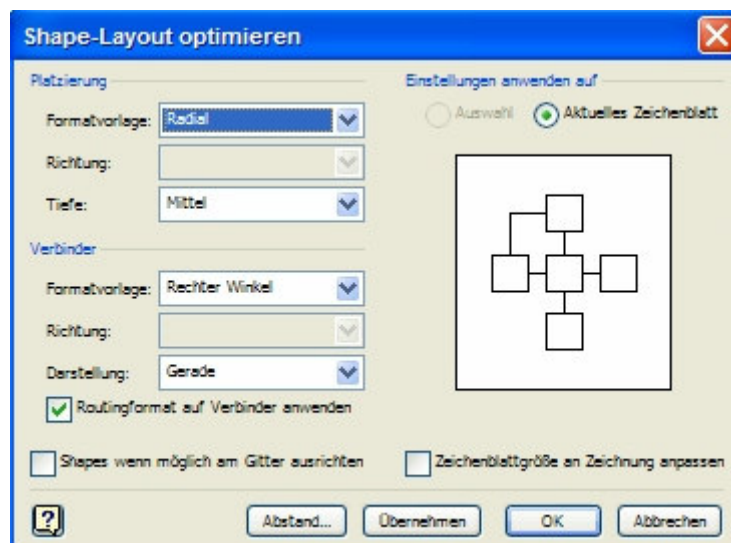 Shape-Layout optimieren
Platzierung
Formatvorlage: Radial
Richtung:
Tiefe: Mittel
Verbinder
Formatvorlage: Rechter Winkel
Richtung:
Darstellung: Gerade
Routingformat auf Verbinder anwenden
Einstellungen anwenden auf
Auswahl Aktuelles Zeichenblatt
Shapes wenn möglich am Gitter ausrichten
Zeichenblattgröße an Zeichnung anpassen
? Abstand... Übernehmen OK Abbrechen